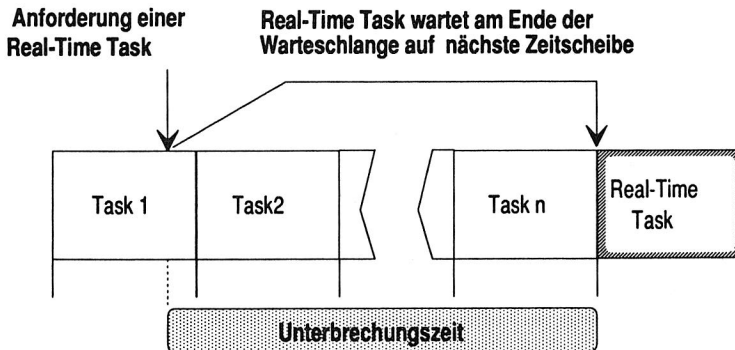 Anforderung einer
Real-Time Task
Real-Time Task wartet am Ende der
Warteschlange auf nächste Zeitscheibe
Task 1
Task2
Task n
Real-Time
Task
Unterbrechungszeit